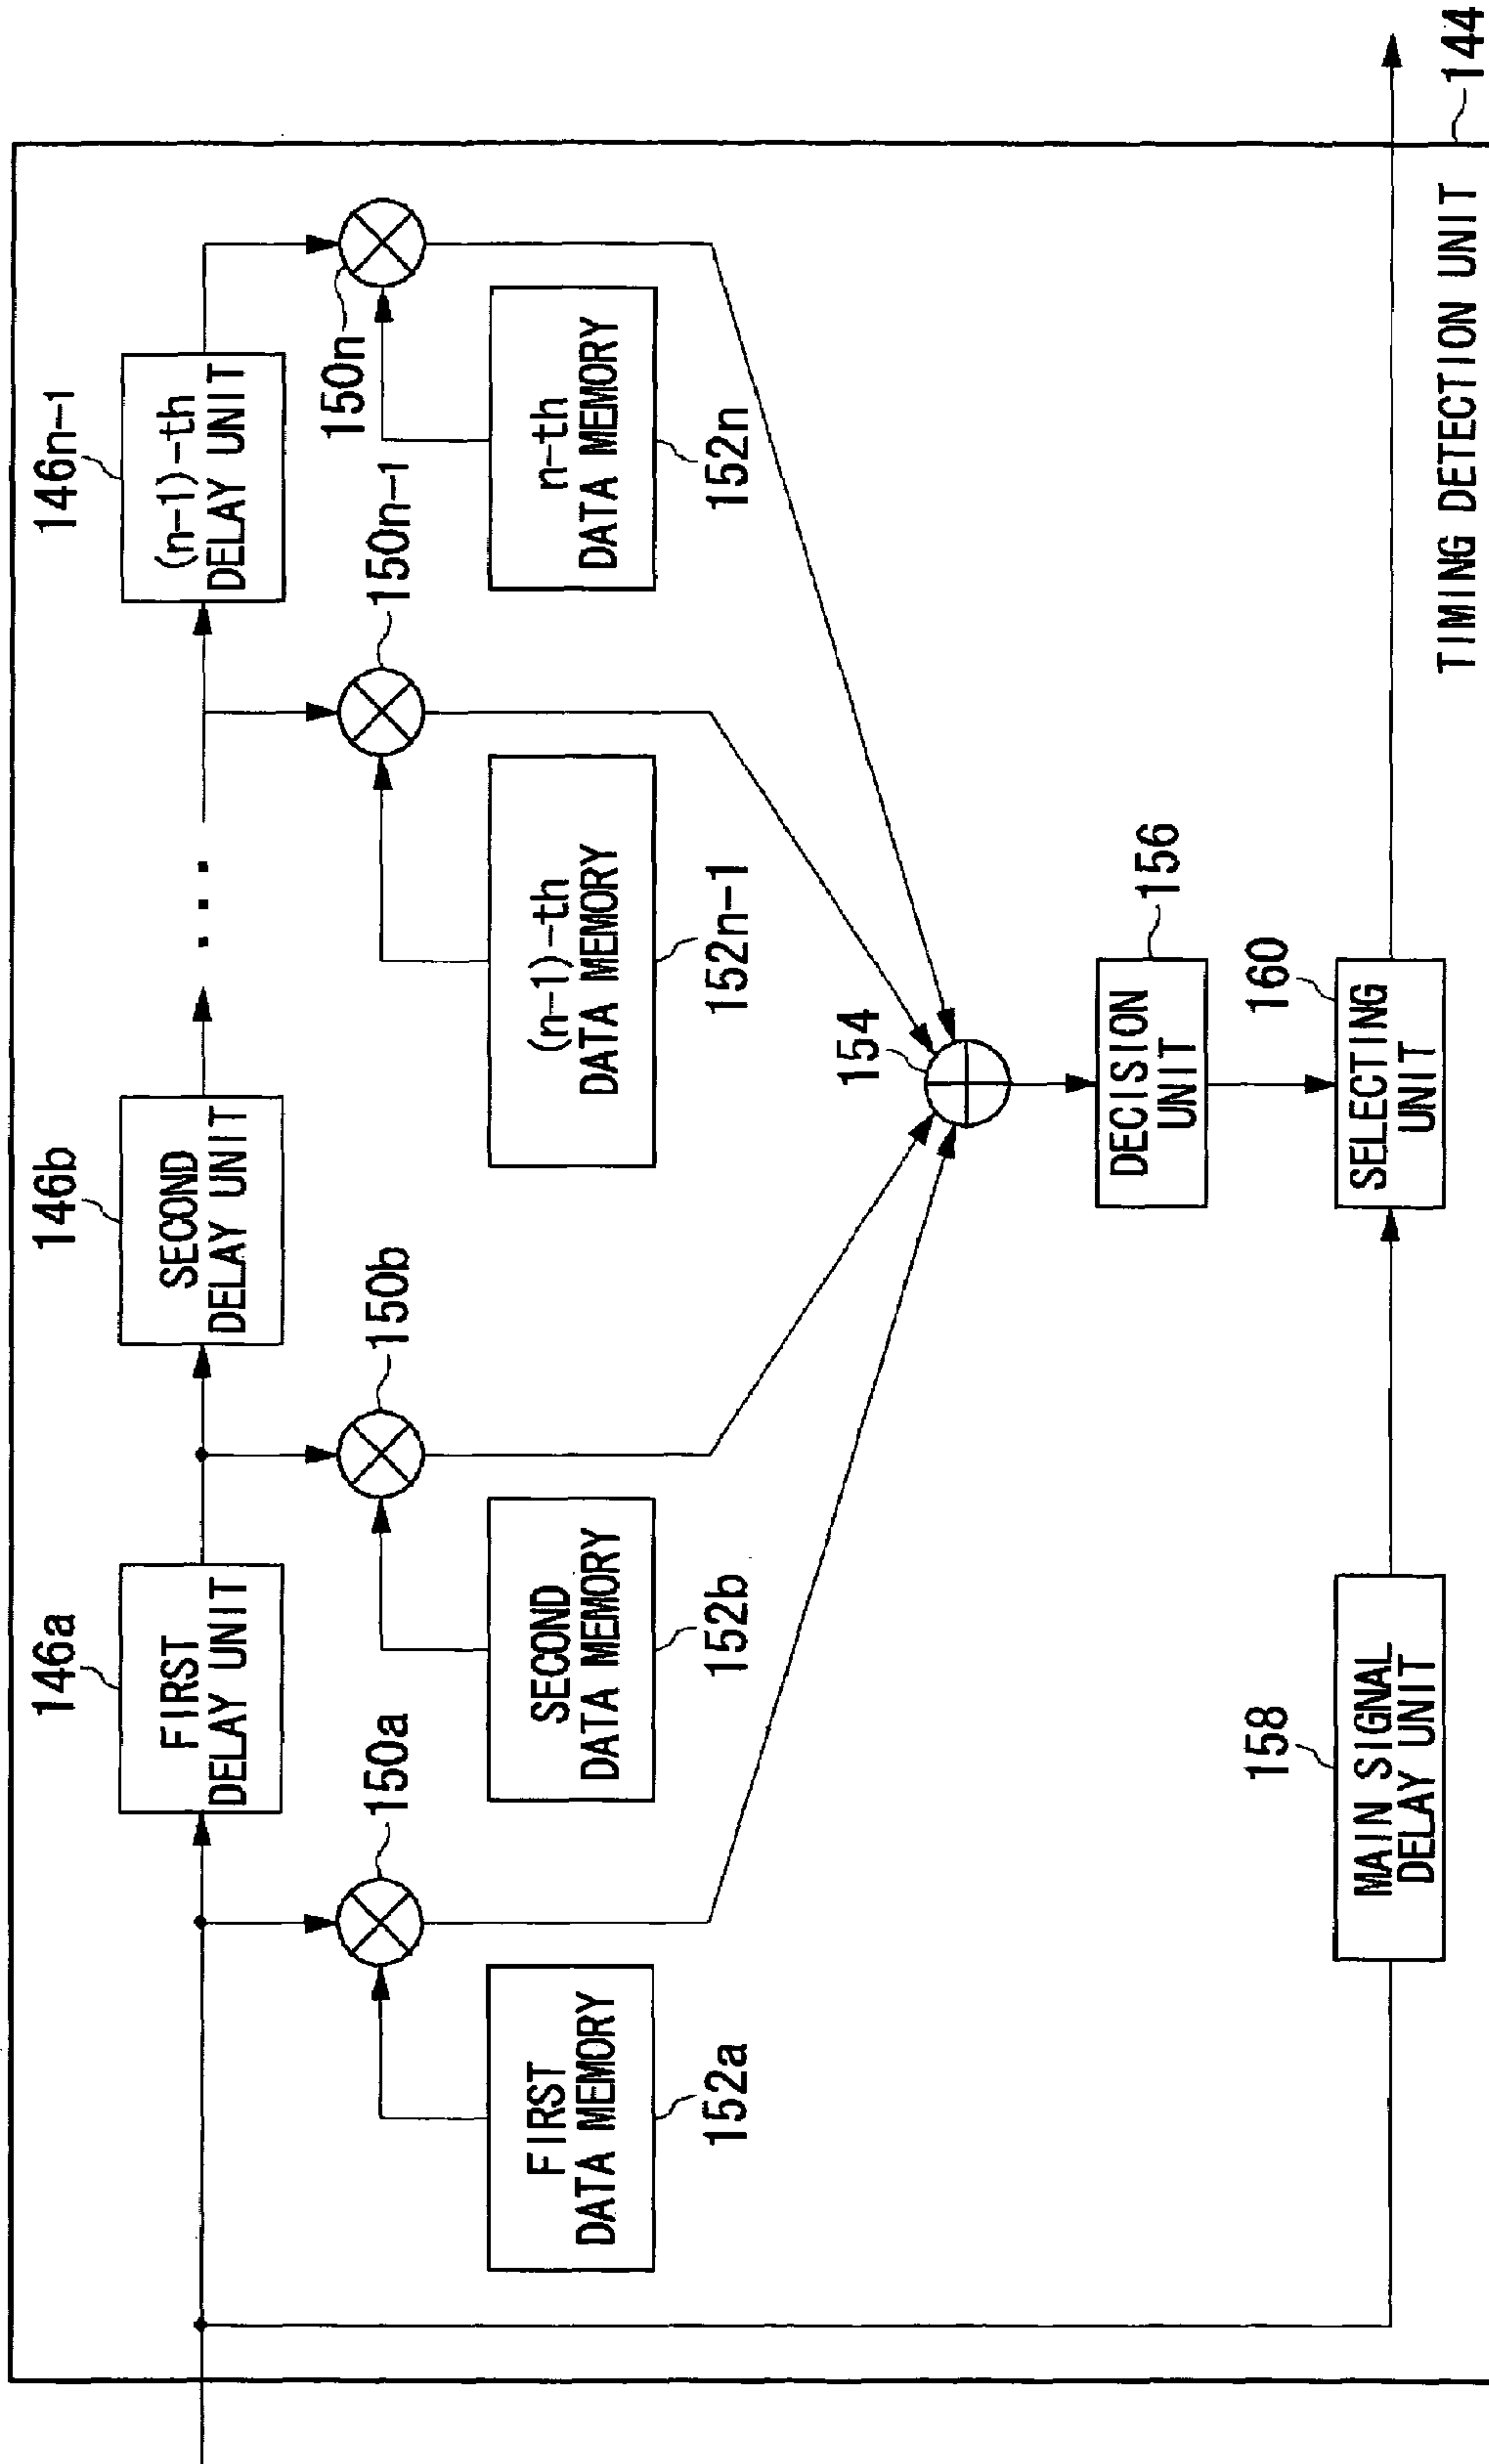 146a
146b
146n-1
FIRST
DELAY UNIT
SECOND
DELAY UNIT
(n-1)-th
DELAY UNIT
150a
150b
150n-1
150n
FIRST
DATA MEMORY
SECOND
DATA MEMORY
(n-1)-th
DATA MEMORY
n-th
DATA MEMORY
152a
152b
152n-1
152n
154
DECISION
UNIT
156
158
MAIN SIGNAL
DELAY UNIT
160
SELECTING
UNIT
TIMING DETECTION UNIT
144